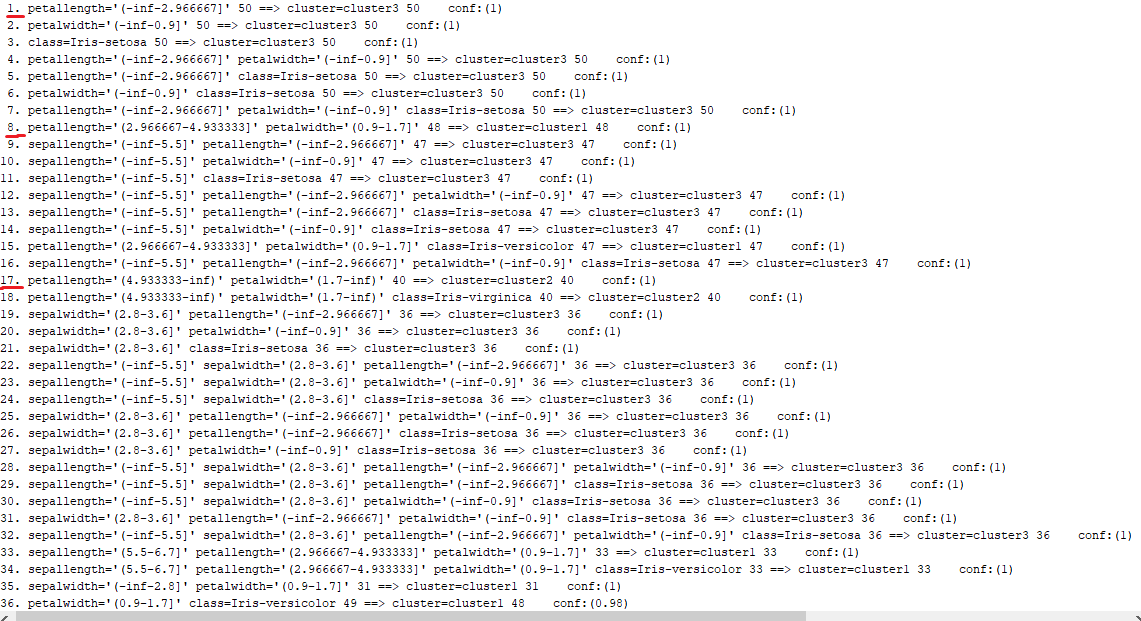 1. petallength='(-inf-2.966667]' 50 ==> cluster=cluster3 50    conf:(1)
2. petalwidth='(-inf-0.9]' 50 ==> cluster=cluster3 50    conf:(1)
3. class=Iris-setosa 50 ==> cluster=cluster3 50    conf:(1)
4. petallength='(-inf-2.966667]' petalwidth='(-inf-0.9]' 50 ==> cluster=cluster3 50    conf:(1)
5. petallength='(-inf-2.966667]' class=Iris-setosa 50 ==> cluster=cluster3 50    conf:(1)
6. petalwidth='(-inf-0.9]' class=Iris-setosa 50 ==> cluster=cluster3 50    conf:(1)
7. petallength='(-inf-2.966667]' petalwidth='(-inf-0.9]' class=Iris-setosa 50 ==> cluster=cluster3 50    conf:(1)
8. petallength='(2.966667-4.933333]' petalwidth='(0.9-1.7]' 48 ==> cluster=cluster1 48    conf:(1)
9. sepallength='(-inf-5.5]' petallength='(-inf-2.966667]' 47 ==> cluster=cluster3 47    conf:(1)
10. sepallength='(-inf-5.5]' petalwidth='(-inf-0.9]' 47 ==> cluster=cluster3 47    conf:(1)
11. sepallength='(-inf-5.5]' class=Iris-setosa 47 ==> cluster=cluster3 47    conf:(1)
12. sepallength='(-inf-5.5]' petallength='(-inf-2.966667]' petalwidth='(-inf-0.9]' 47 ==> cluster=cluster3 47    conf:(1)
13. sepallength='(-inf-5.5]' petallength='(-inf-2.966667]' class=Iris-setosa 47 ==> cluster=cluster3 47    conf:(1)
14. sepallength='(-inf-5.5]' petalwidth='(-inf-0.9]' class=Iris-setosa 47 ==> cluster=cluster3 47    conf:(1)
15. petallength='(2.966667-4.933333]' petalwidth='(0.9-1.7]' class=Iris-versicolor 47 ==> cluster=cluster1 47    conf:(1)
16. sepallength='(-inf-5.5]' petallength='(-inf-2.966667]' petalwidth='(-inf-0.9]' class=Iris-setosa 47 ==> cluster=cluster3 47    conf:(1)
17. petallength='(4.933333-inf)' petalwidth='(1.7-inf)' 40 ==> cluster=cluster2 40    conf:(1)
18. petallength='(4.933333-inf)' petalwidth='(1.7-inf)' class=Iris-virginica 40 ==> cluster=cluster2 40    conf:(1)
19. sepalwidth='(2.8-3.6]' petallength='(-inf-2.966667]' 36 ==> cluster=cluster3 36    conf:(1)
20. sepalwidth='(2.8-3.6]' petalwidth='(-inf-0.9]' 36 ==> cluster=cluster3 36    conf:(1)
21. sepalwidth='(2.8-3.6]' class=Iris-setosa 36 ==> cluster=cluster3 36    conf:(1)
22. sepallength='(-inf-5.5]' sepalwidth='(2.8-3.6]' petallength='(-inf-2.966667]' 36 ==> cluster=cluster3 36    conf:(1)
23. sepallength='(-inf-5.5]' sepalwidth='(2.8-3.6]' petalwidth='(-inf-0.9]' 36 ==> cluster=cluster3 36    conf:(1)
24. sepallength='(-inf-5.5]' sepalwidth='(2.8-3.6]' class=Iris-setosa 36 ==> cluster=cluster3 36    conf:(1)
25. sepalwidth='(2.8-3.6]' petallength='(-inf-2.966667]' petalwidth='(-inf-0.9]' 36 ==> cluster=cluster3 36    conf:(1)
26. sepalwidth='(2.8-3.6]' petallength='(-inf-2.966667]' class=Iris-setosa 36 ==> cluster=cluster3 36    conf:(1)
27. sepalwidth='(2.8-3.6]' petalwidth='(-inf-0.9]' class=Iris-setosa 36 ==> cluster=cluster3 36    conf:(1)
28. sepallength='(-inf-5.5]' sepalwidth='(2.8-3.6]' petallength='(-inf-2.966667]' petalwidth='(-inf-0.9]' 36 ==> cluster=cluster3 36    conf:(1)
29. sepallength='(-inf-5.5]' sepalwidth='(2.8-3.6]' petallength='(-inf-2.966667]' class=Iris-setosa 36 ==> cluster=cluster3 36    conf:(1)
30. sepallength='(-inf-5.5]' sepalwidth='(2.8-3.6]' petalwidth='(-inf-0.9]' class=Iris-setosa 36 ==> cluster=cluster3 36    conf:(1)
31. sepalwidth='(2.8-3.6]' petallength='(-inf-2.966667]' petalwidth='(-inf-0.9]' class=Iris-setosa 36 ==> cluster=cluster3 36    conf:(1)
32. sepallength='(-inf-5.5]' sepalwidth='(2.8-3.6]' petallength='(-inf-2.966667]' petalwidth='(-inf-0.9]' class=Iris-setosa 36 ==> cluster=cluster3 36    conf:(1)
33. sepallength='(5.5-6.7]' petallength='(2.966667-4.933333]' petalwidth='(0.9-1.7]' 33 ==> cluster=cluster1 33    conf:(1)
34. sepallength='(5.5-6.7]' petallength='(2.966667-4.933333]' petalwidth='(0.9-1.7]' class=Iris-versicolor 33 ==> cluster=cluster1 33    conf:(1)
35. sepalwidth='(-inf-2.8]' petalwidth='(0.9-1.7]' 31 ==> cluster=cluster1 31    conf:(1)
36. petalwidth='(0.9-1.7]' class=Iris-versicolor 49 ==> cluster=cluster1 48    conf:(0.98)